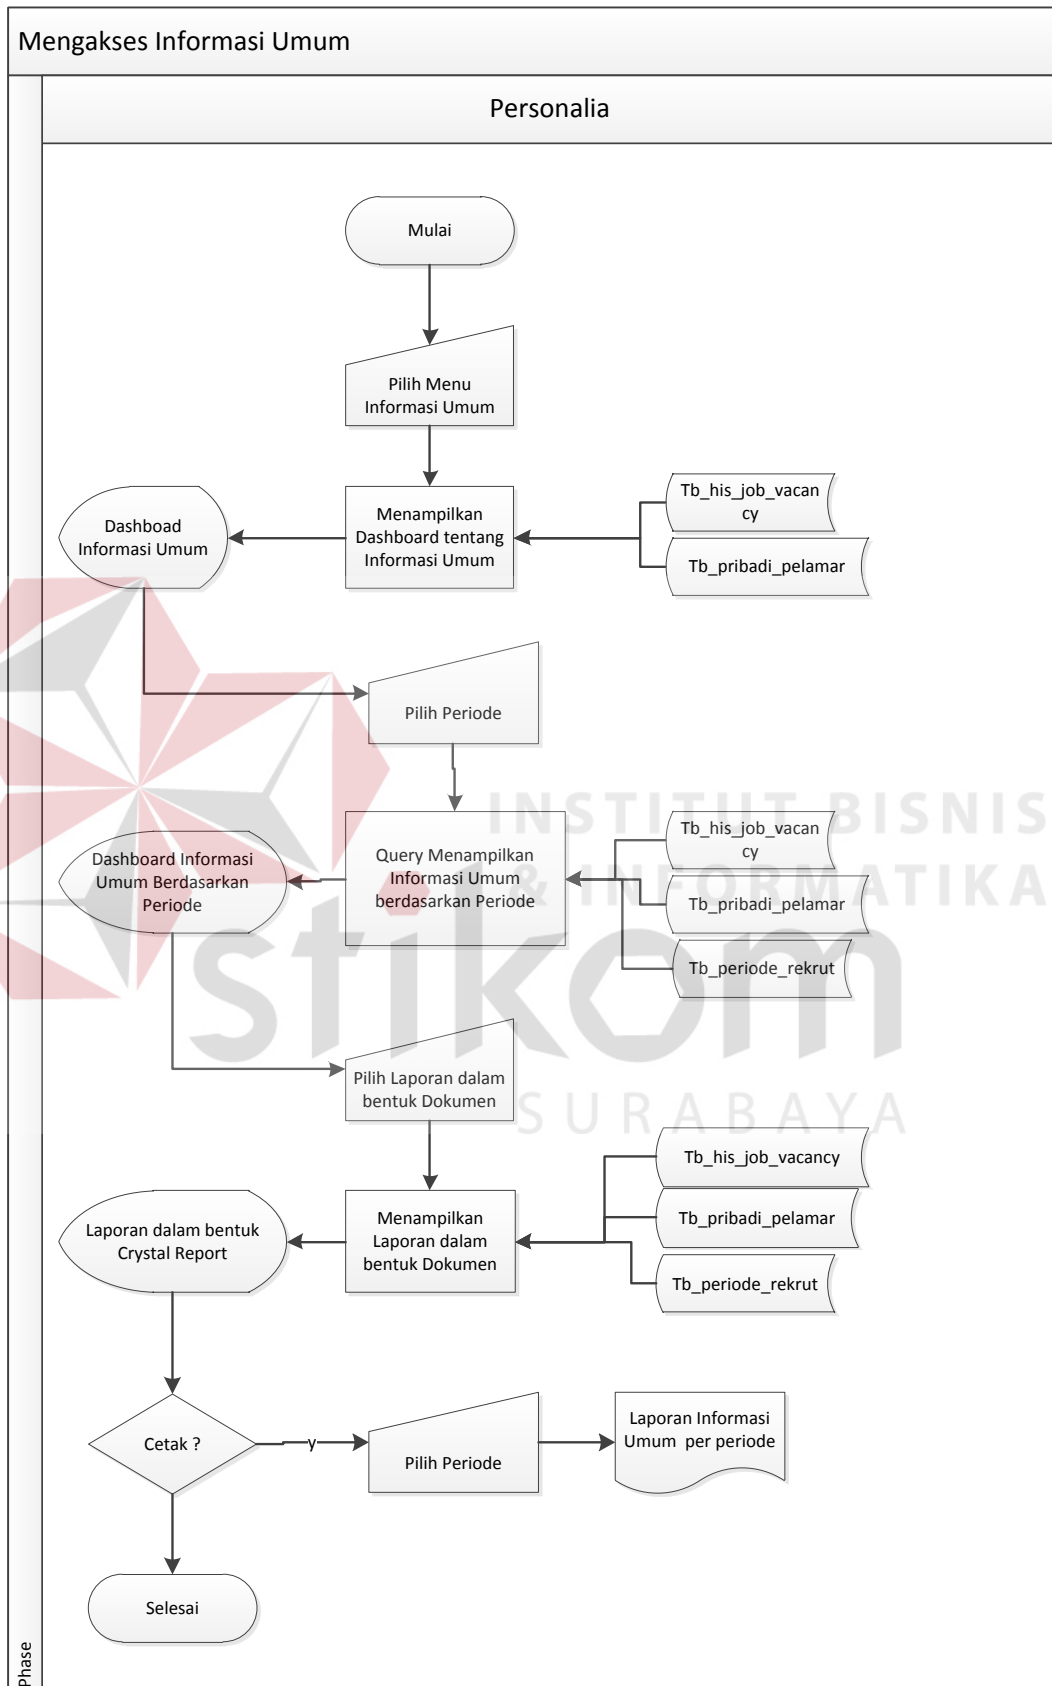 Mengakses Informasi Umum
Personalia
Mulai
Pilih Menu
Informasi Umum
Tb_his_job_vacan
cy
Dashboad
Informasi Umum
Menampilkan
Dashboard tentang
Informasi Umum
Tb_pribadi_pelamar
Pilih Periode
INSTITUT BISNIS
& INFORMATIKA
stikom
SURABAYA
Dashboard Informasi
Umum Berdasarkan
Periode
Query Menampilkan
Informasi Umum
berdasarkan Periode
Tb_his_job_vacan
cy
Tb_pribadi_pelamar
Tb_periode_rekrut
Pilih Laporan dalam
bentuk Dokumen
Laporan dalam bentuk
Crystal Report
Menampilkan
Laporan dalam
bentuk Dokumen
Tb_his_job_vacancy
Tb_pribadi_pelamar
Tb_periode_rekrut
Cetak ?
y
Pilih Periode
Laporan Informasi
Umum per periode
Selesai
Phase